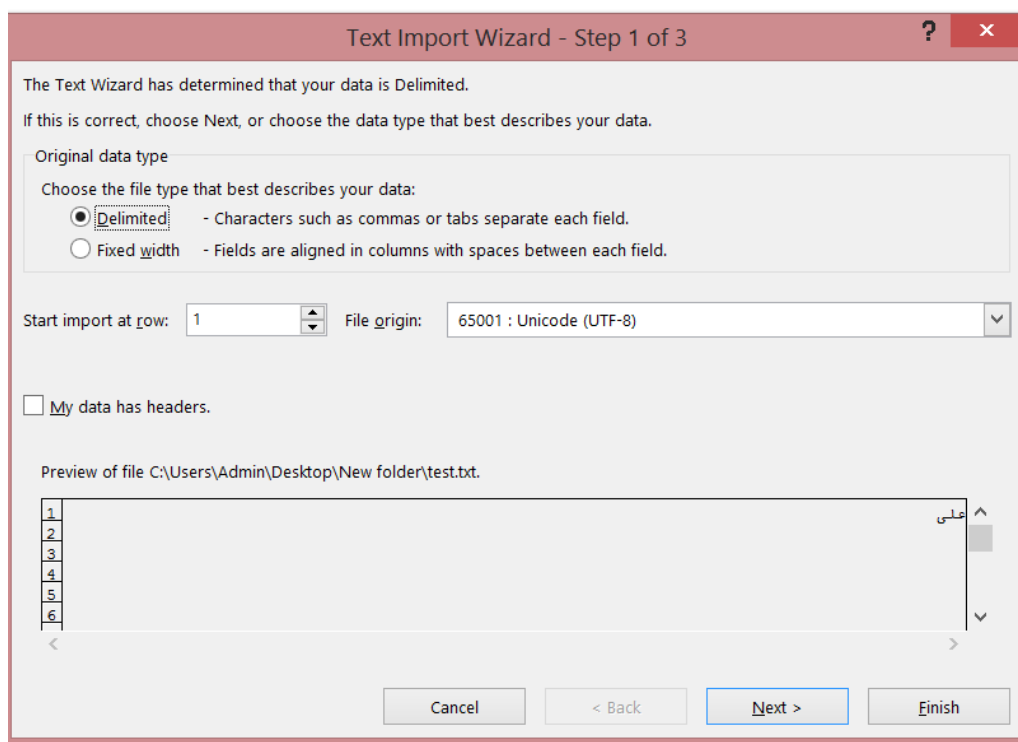 Text Import Wizard - Step 1 of 3 ? ×
The Text Wizard has determined that your data is Delimited.
If this is correct, choose Next, or choose the data type that best describes your data.
Original data type
Choose the file type that best describes your data:
Delimited - Characters such as commas or tabs separate each field.
Fixed width - Fields are aligned in columns with spaces between each field.
Start import at row: 1 File origin: 65001 : Unicode (UTF-8)
My data has headers.
Preview of file C:\Users\Admin\Desktop\New folder\test.txt.
1 علی
2
3
4
5
6
Cancel < Back Next > Finish